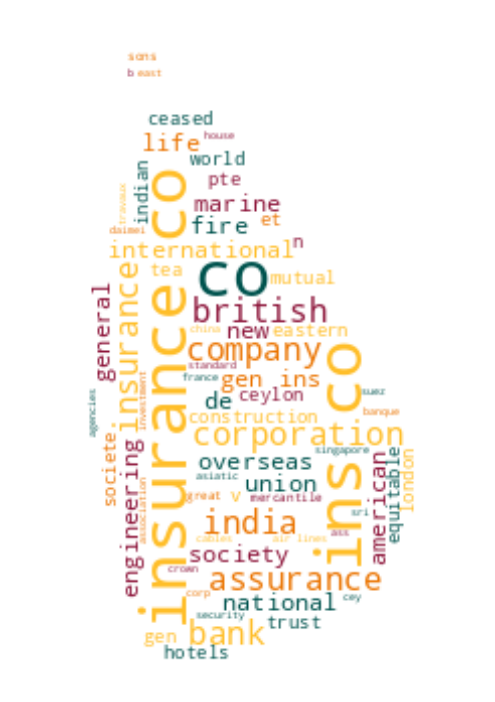 sons
b east
ceased
life house
world
indian
pte
travaux
marine
daimei
fire et
international n
tea
co mutual
insurance co
insurance
general
british
china new eastern
company
standard
france gen ins
suez
de ceylon
investment
agencies
construction banque
corporation
ins co
societe.
engineering
association
overseas singapore
asiatic union
american
equitable
london
great v mercantile
sri
india
ass
cables air lines
society
crown
assurance
corp
national cey
security trust
gen bank
hotels